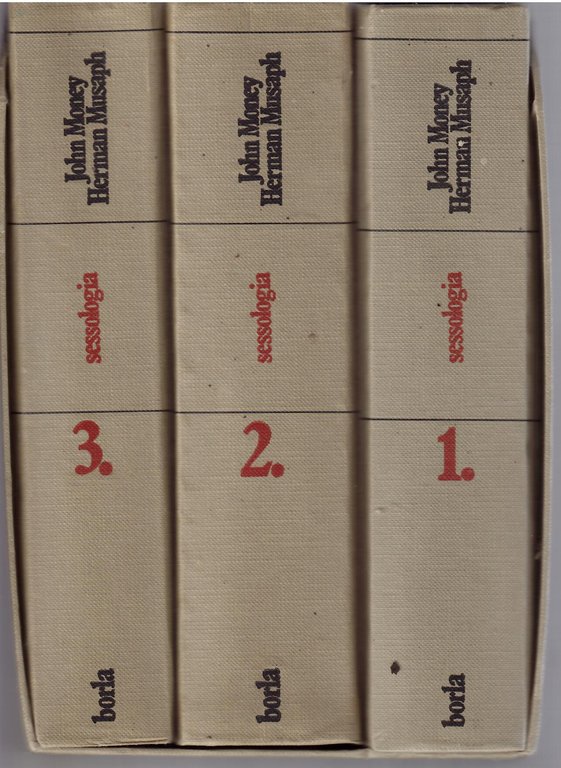 John Money
Herman Musaph
sessologia
3.
borla
John Money
Herman Musaph
sessologia
2.
borla
John Money
Herman Musaph
sessologia
1.
borla